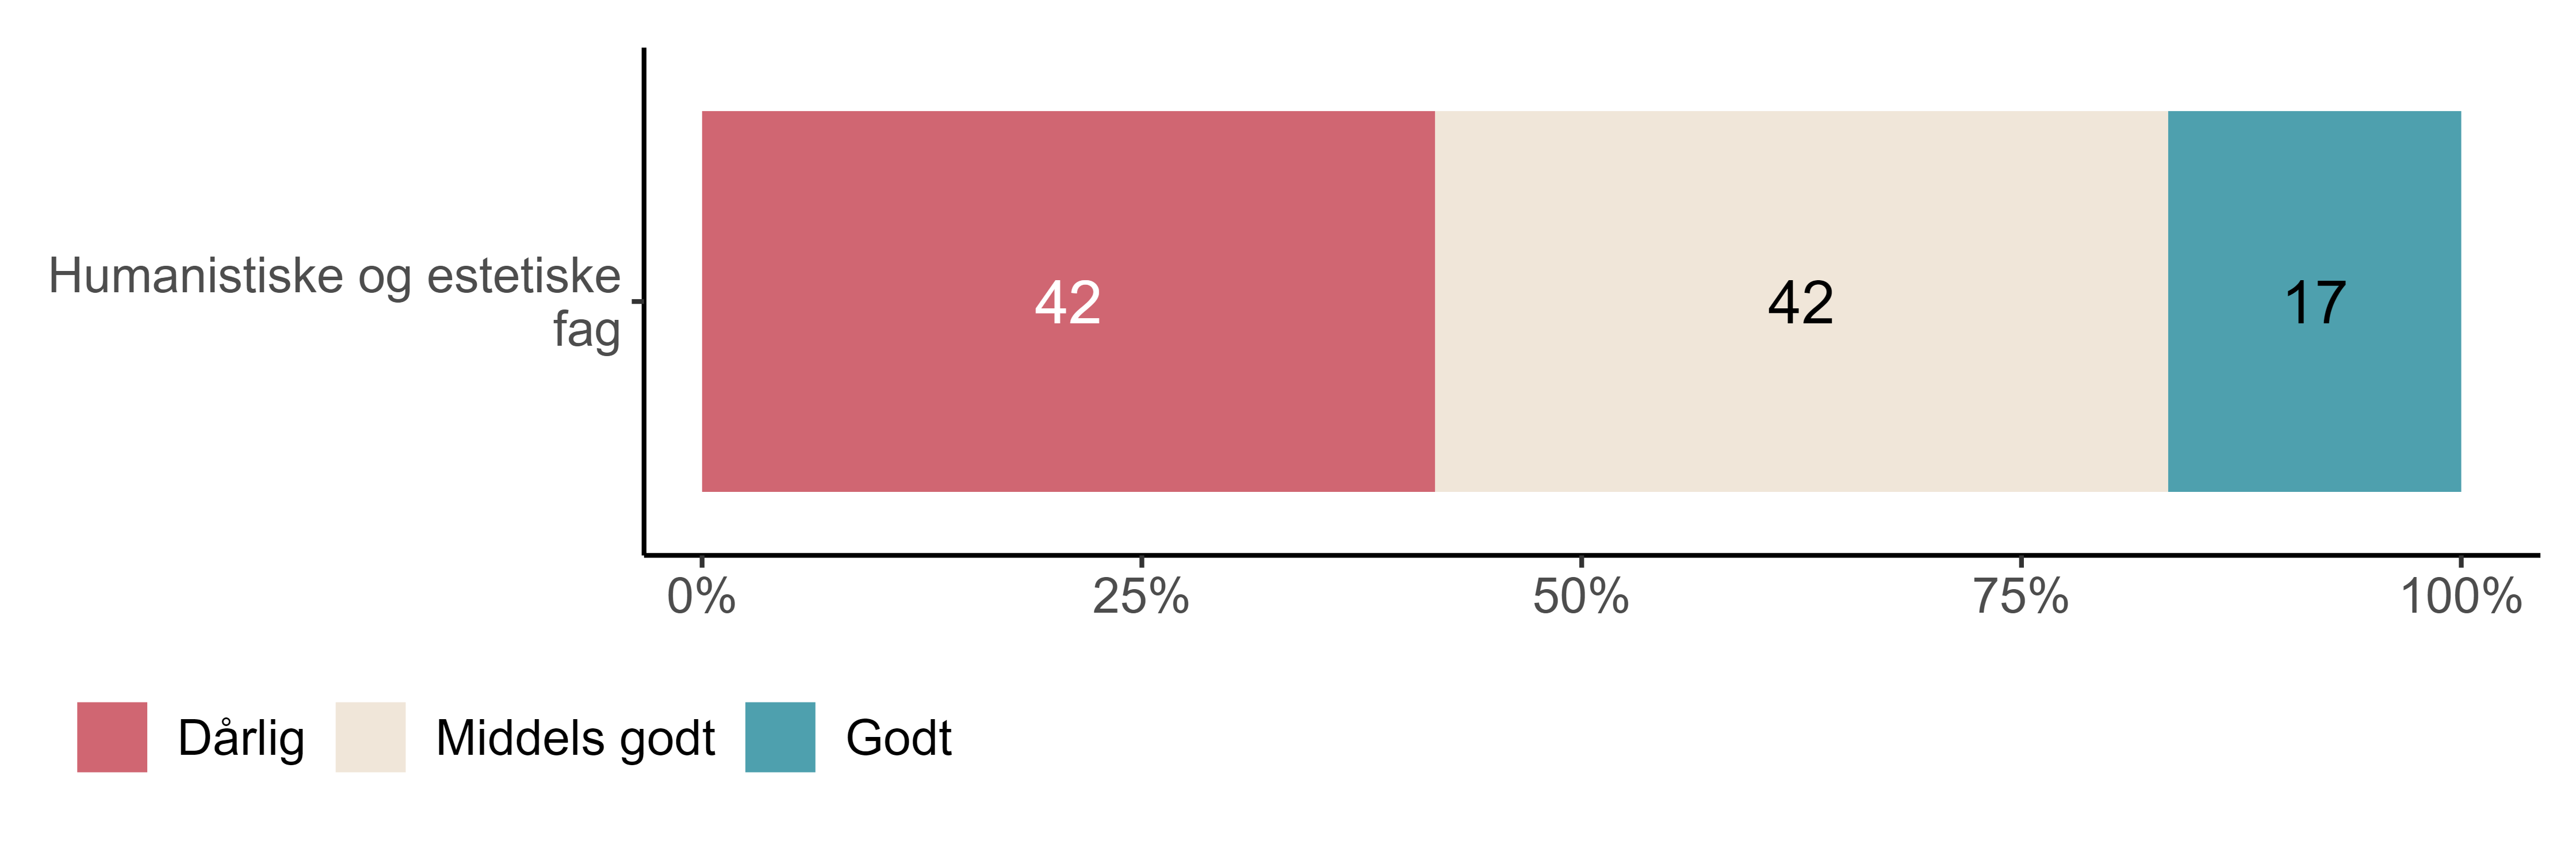 Humanistiske og estetiske
fag
42 42 17
0% 25% 50% 75% 100%
Dårlig Middels godt Godt